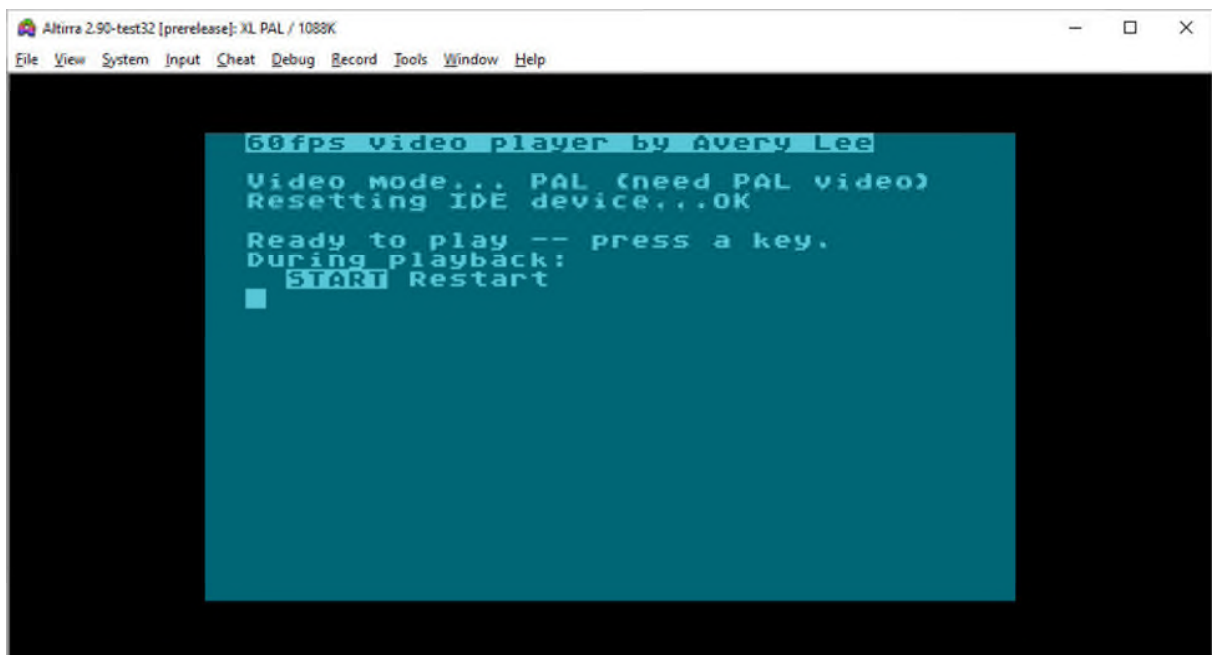 Altirra 2.90-test32 [prerelease]: XL PAL / 1088K
File View System Input Cheat Debug Record Tools Window Help
60fps video player by Avery Lee
Video mode... PAL (need PAL video)
Resetting IDE device...OK
Ready to play -- press a key.
During playback:
START Restart